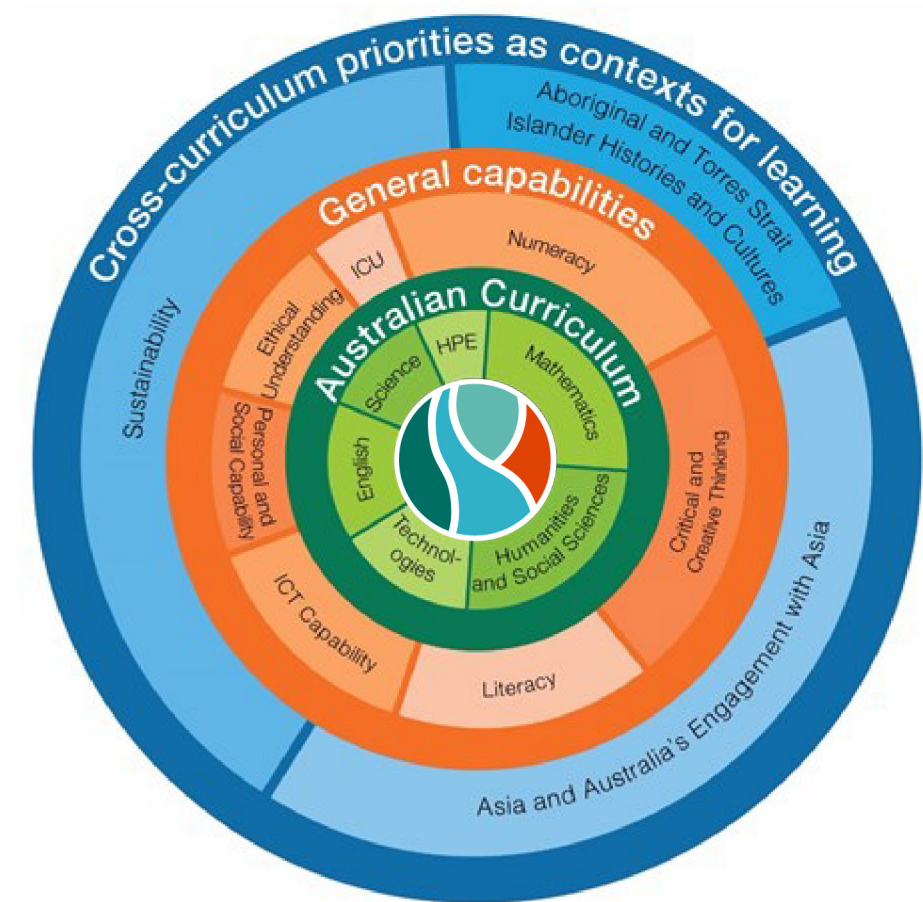 Cross-curriculum priorities as contexts for learning
Aboriginal and Torres Strait
Islander Histories and Cultures
Asia and Australia's Engagement with Asia
Sustainability
General capabilities
Numeracy
Critical and
Creative Thinking
Literacy
ICT Capability
Personal and
Social Capability
Ethical
Understanding
ICU
Australian Curriculum
HPE
Mathematics
Humanities
and Social Sciences
Technol-
ogies
English
Science